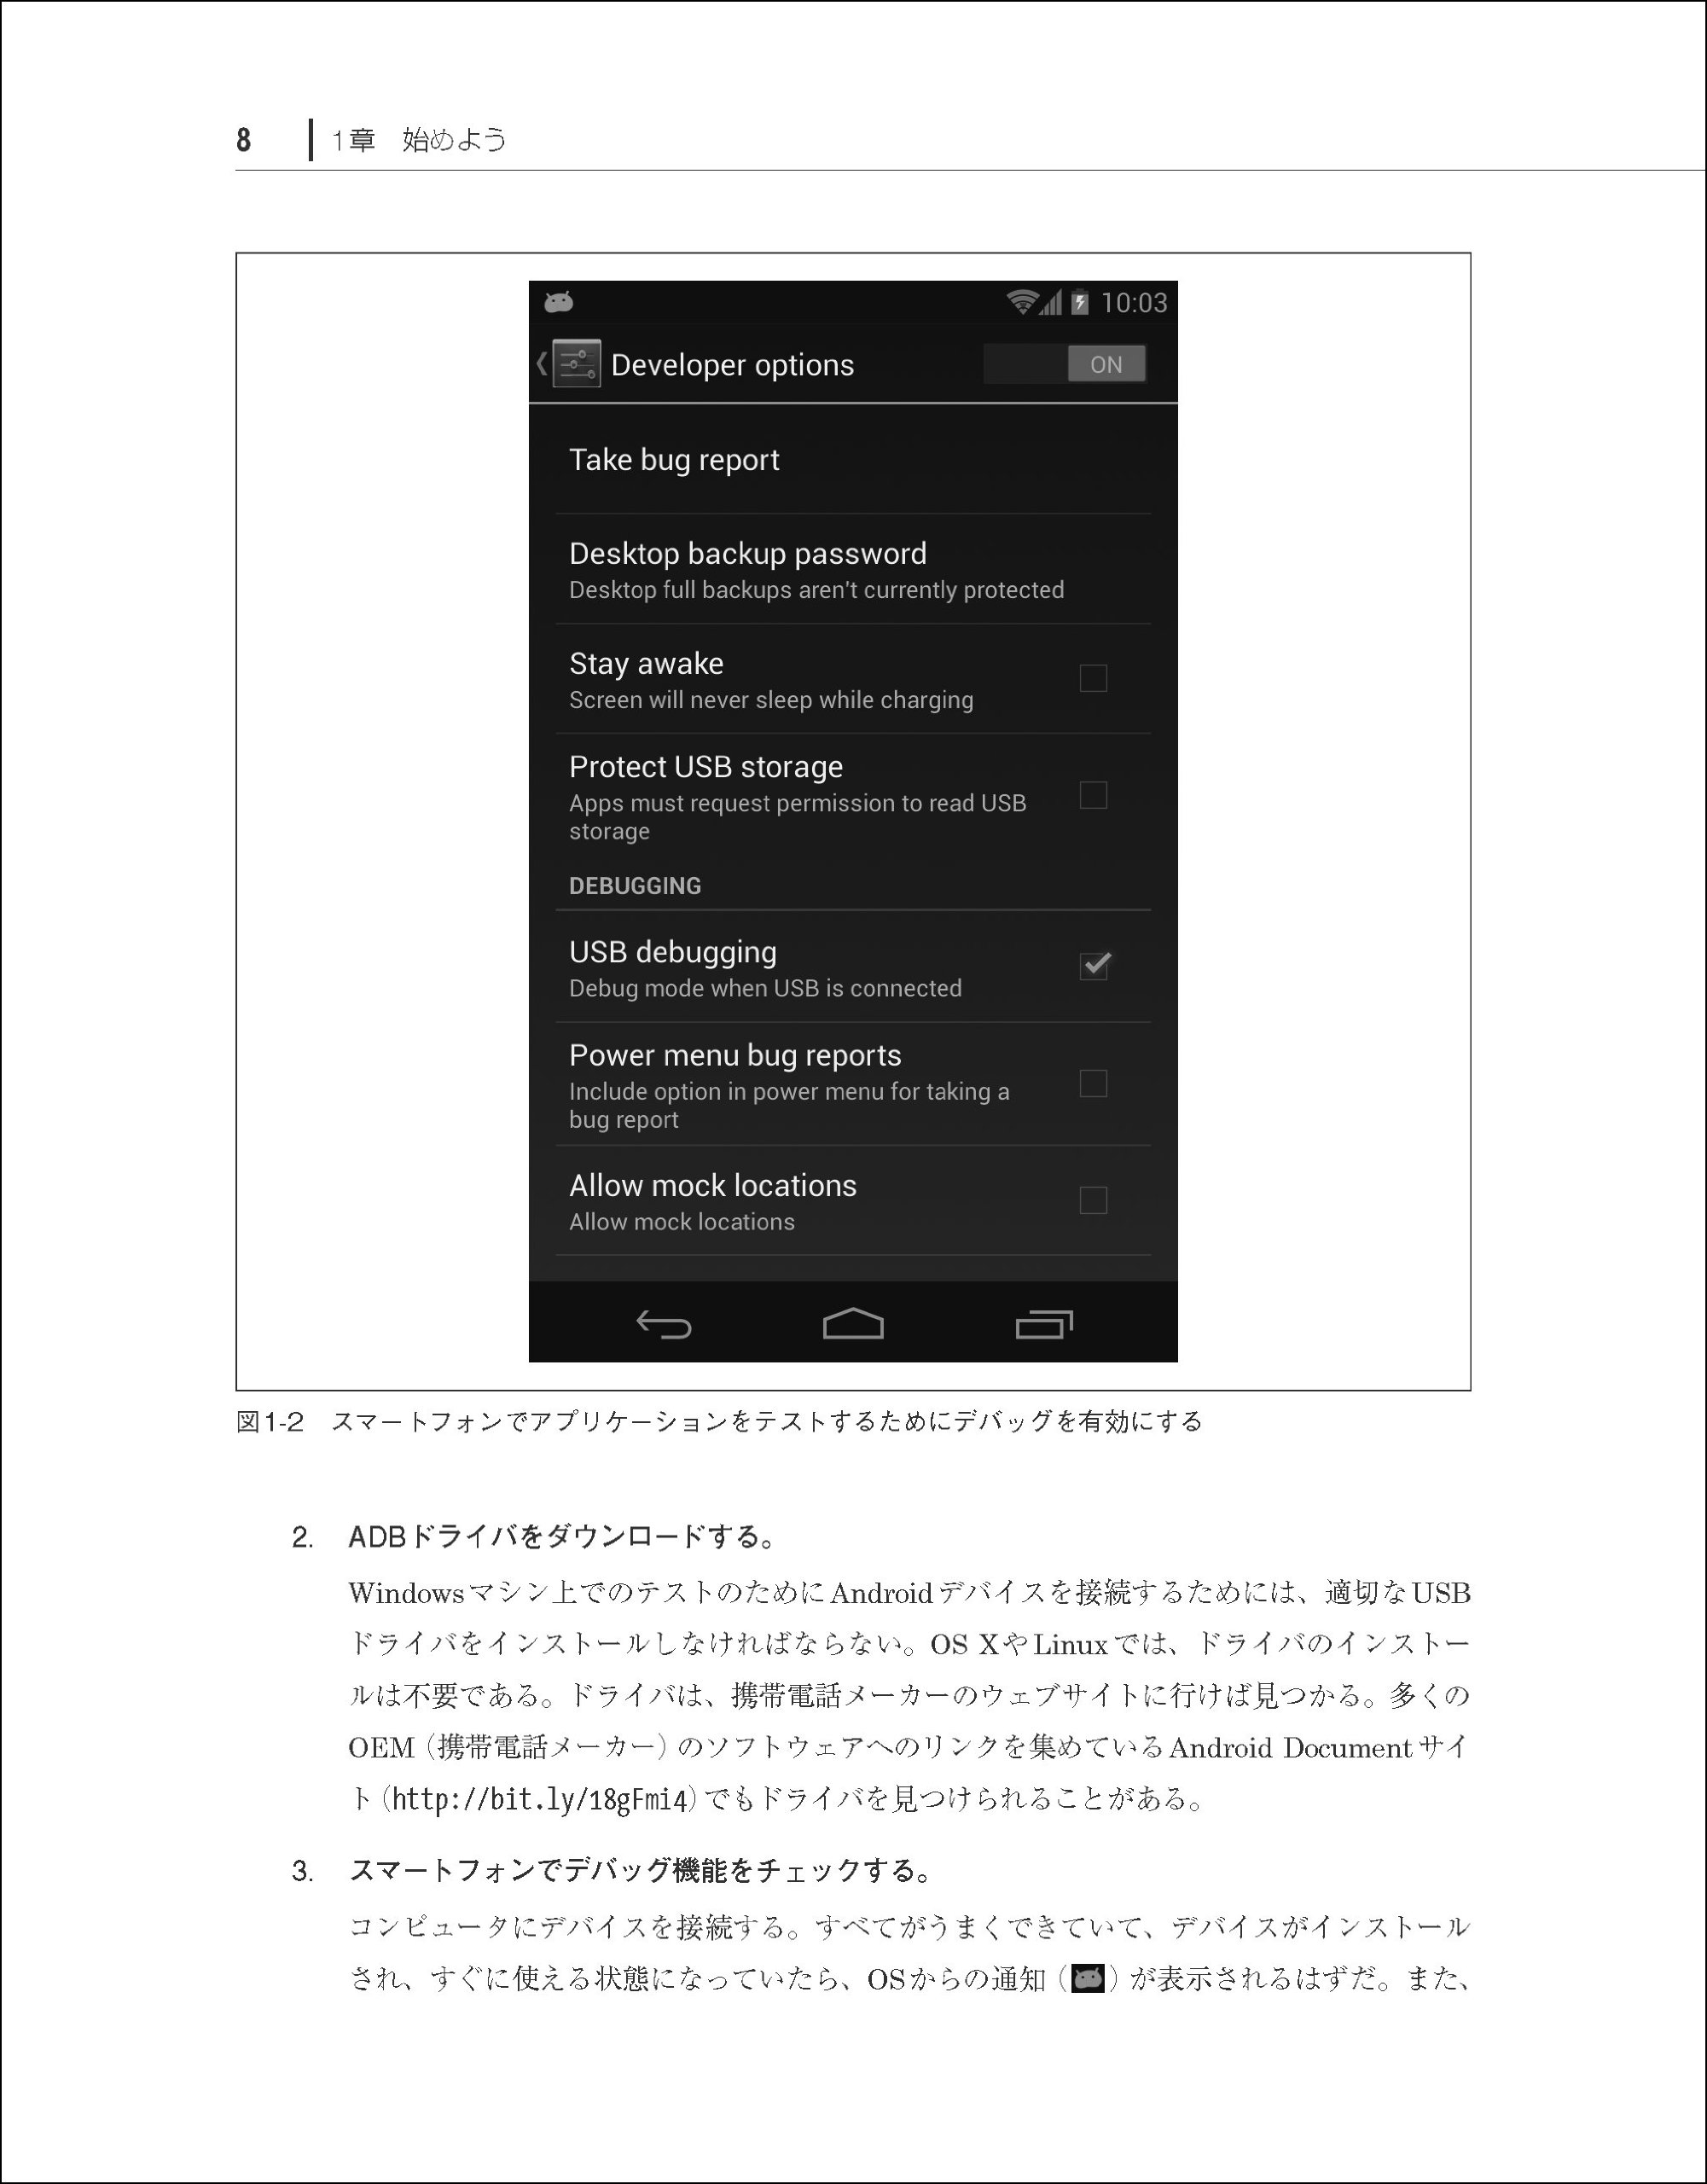 8 1章 始めよう
10:03
Developer options ON
Take bug report
Desktop backup password
Desktop full backups aren't currently protected
Stay awake
Screen will never sleep while charging
Protect USB storage
Apps must request permission to read USB
storage
DEBUGGING
USB debugging
Debug mode when USB is connected
Power menu bug reports
Include option in power menu for taking a
bug report
Allow mock locations
Allow mock locations
図1-2 スマートフォンでアプリケーションをテストするためにデバッグを有効にする
2. ADBドライバをダウンロードする。
Windowsマシン上でのテストのためにAndroidデバイスを接続するためには、適切なUSB
ドライバをインストールしなければならない。OS XやLinuxでは、ドライバのインストー
ルは不要である。ドライバは、携帯電話メーカーのウェブサイトに行けば見つかる。多くの
OEM（携帯電話メーカー）のソフトウェアへのリンクを集めているAndroid Documentサイ
ト（http://bit.ly/18gFmi4）でもドライバを見つけられることがある。
3. スマートフォンでデバッグ機能をチェックする。
コンピュータにデバイスを接続する。すべてがうまくできていて、デバイスがインストール
され、すぐに使える状態になっていたら、OSからの通知（）が表示されるはずだ。また、